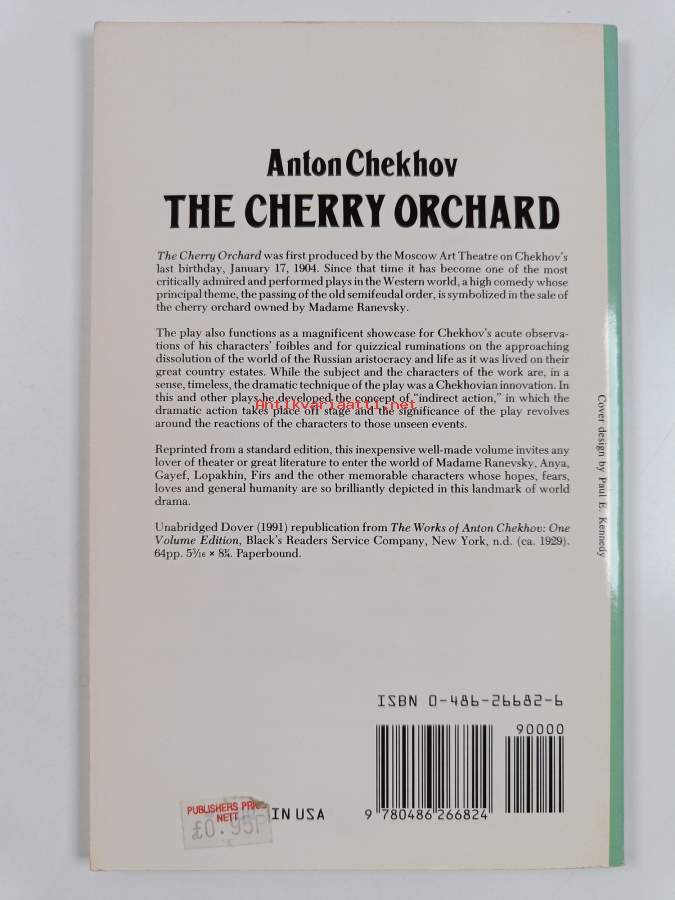 Anton Chekhov
THE CHERRY ORCHARD
The Cherry Orchard was first produced by the Moscow Art Theatre on Chekhov's
last birthday, January 17, 1904. Since that time it has become one of the most
critically admired and performed plays in the Western world, a high comedy whose
principal theme, the passing of the old semifeudal order, is symbolized in the sale of
the cherry orchard owned by Madame Ranevsky.
The play also functions as a magnificent showcase for Chekhov's acute observa-
tions of his characters' foibles and for quizzical ruminations on the approaching
dissolution of the world of the Russian aristocracy and life as it was lived on their
great country estates. While the subject and the characters of the work are, in a
sense, timeless, the dramatic technique of the play was a Chekhovian innovation. In
this and other plays he developed the concept of "indirect action," in which the
Antikvariaatti.net
dramatic action takes place off stage and the significance of the play revolves
around the reactions of the characters to those unseen events.
Reprinted from a standard edition, this inexpensive well-made volume invites any
lover of theater or great literature to enter the world of Madame Ranevsky, Anya,
Gayef, Lopakhin, Firs and the other memorable characters whose hopes, fears,
loves and general humanity are so brilliantly depicted in this landmark of world
drama.
Unabridged Dover (1991) republication from The Works of Anton Chekhov: One
Volume Edition, Black's Readers Service Company, New York, n.d. (ca. 1929).
64pp. 5³⁄₁₆ × 8¼. Paperbound.
Cover design by Paul E. Kennedy
ISBN 0-486-26682-6
90000
9 780486 266824
PUBLISHERS
NETT
£0.95P
IN USA